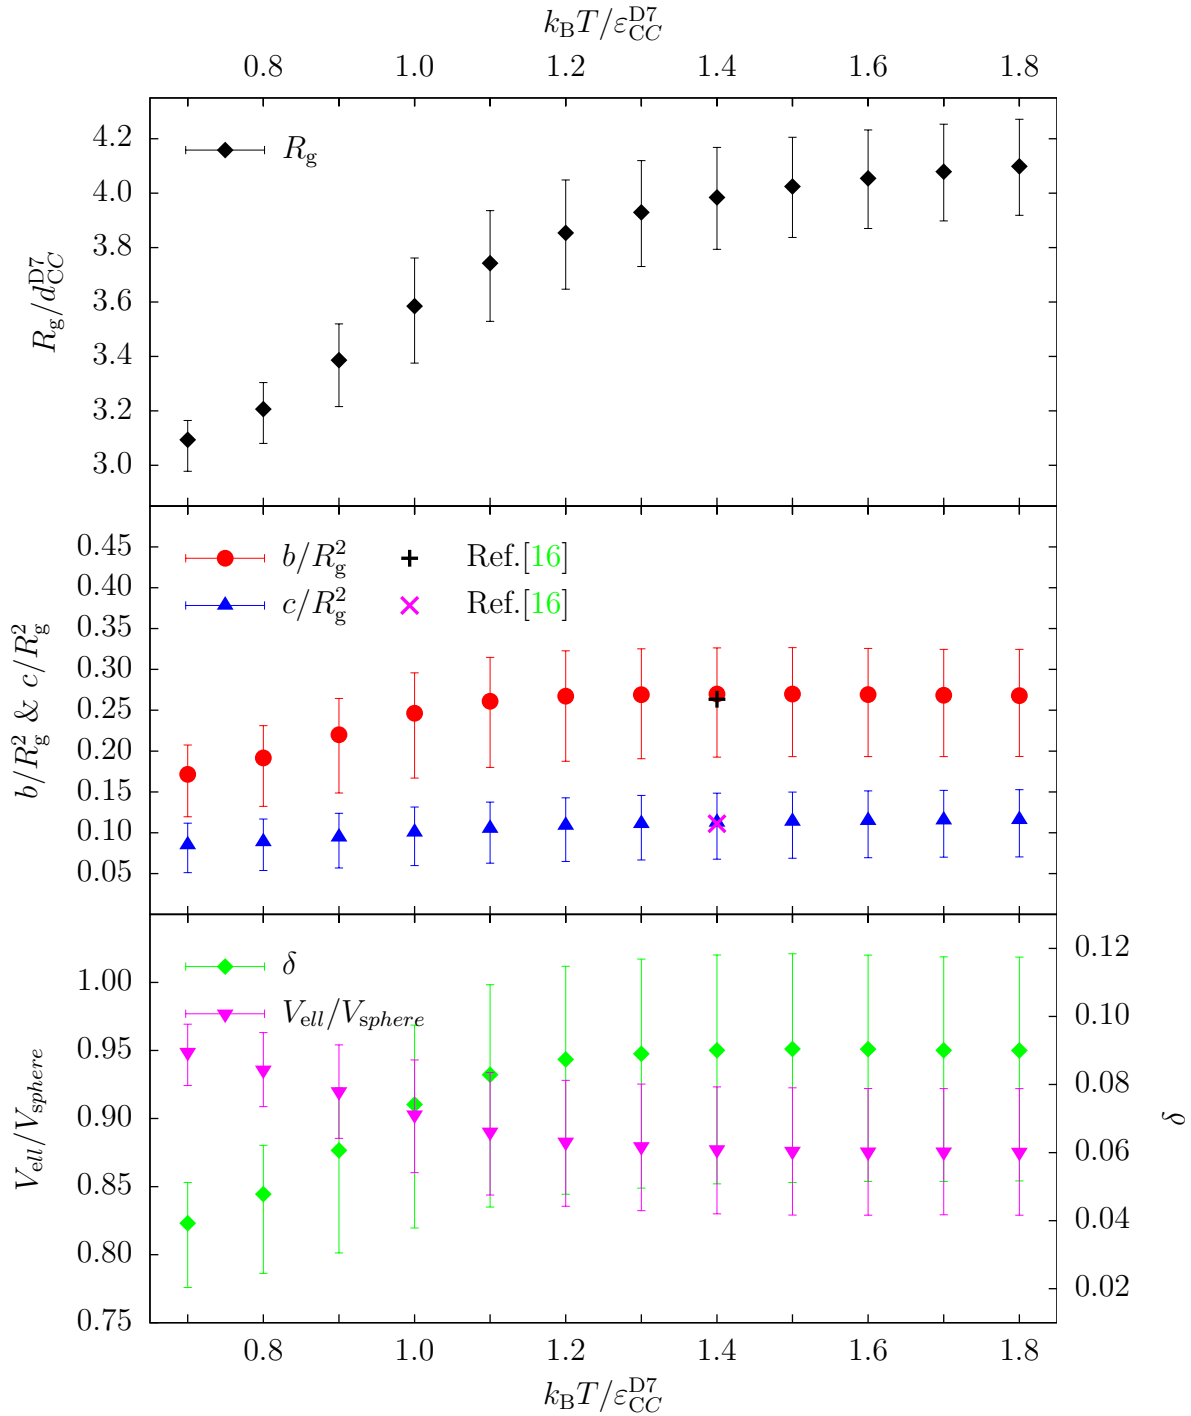 k_B T/ε_CC^D7
0.8 1.0 1.2 1.4 1.6 1.8
R_g
4.2
4.0
3.8
3.6
3.4
3.2
3.0
R_g/d_CC^D7
b/R_g^2 Ref.[16]
c/R_g^2 Ref.[16]
0.45
0.40
0.35
0.30
0.25
0.20
0.15
0.10
0.05
b/R_g^2 & c/R_g^2
δ
V_ell/V_sphere
1.00
0.95
0.90
0.85
0.80
0.75
V_ell/V_sphere
0.12
0.10
0.08
0.06
0.04
0.02
δ
0.8 1.0 1.2 1.4 1.6 1.8
k_B T/ε_CC^D7